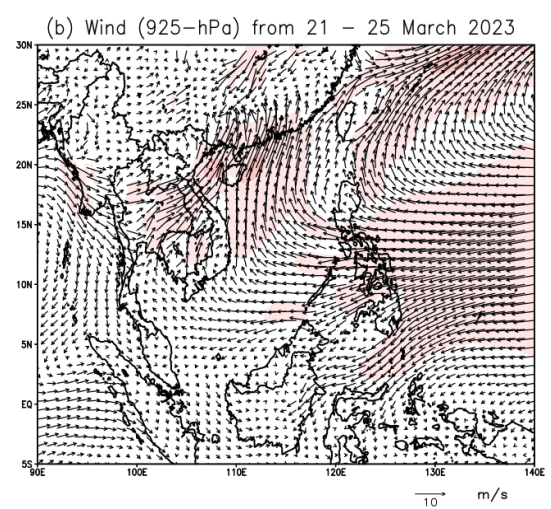 (b) Wind (925-hPa) from 21 - 25 March 2023
30N
25N
20N
15N
10N
5N
EQ
5S
90E 100E 110E 120E 130E 140E
10 m/s